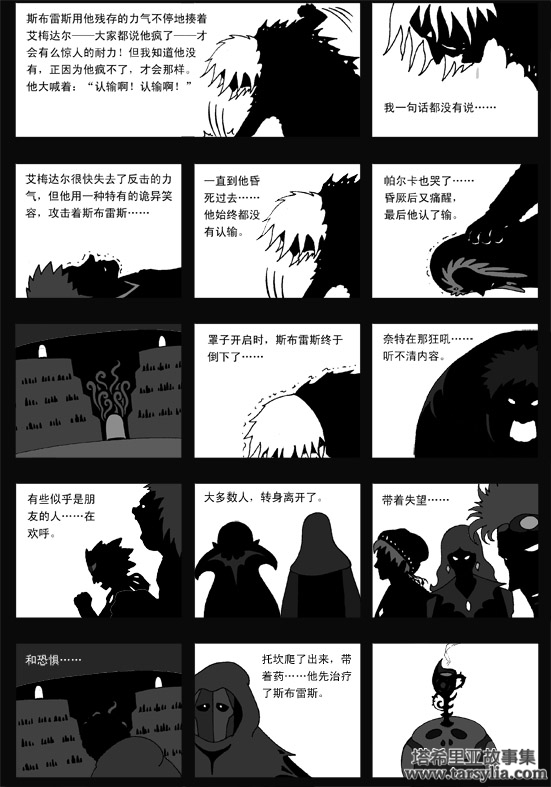 斯布雷斯用他残存的力气不停地揍着
艾梅达尔——大家都说他疯了——才
会有么惊人的耐力！但我知道他没
有，正因为他疯不了，才会那样。
他大喊着：“认输啊！认输啊！”
我一句话都没有说……
艾梅达尔很快失去了反击的力
气，但他用一种特有的诡异笑
容，攻击着斯布雷斯……
一直到他昏
死过去……
他始终都没
有认输。
帕尔卡也哭了……
昏厥后又痛醒，
最后他认了输。
罩子开启时，斯布雷斯终于
倒下了……
奈特在那狂吼……
听不清内容。
有些似乎是朋
友的人……在
欢呼。
大多数人，转身离开了。
带着失望……
和恐惧……
托坎爬了出来，带
着药……他先治疗
了斯布雷斯。
塔希里亚故事集
www.tarsylia.com